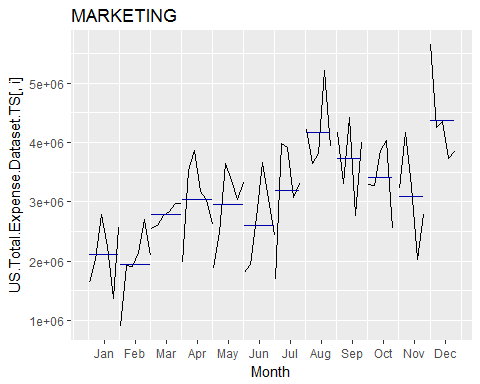 MARKETING
US.Total.Expense.Dataset.TS[, i]
5e+06
4e+06
3e+06
2e+06
1e+06
Jan Feb Mar Apr May Jun Jul Aug Sep Oct Nov Dec
Month